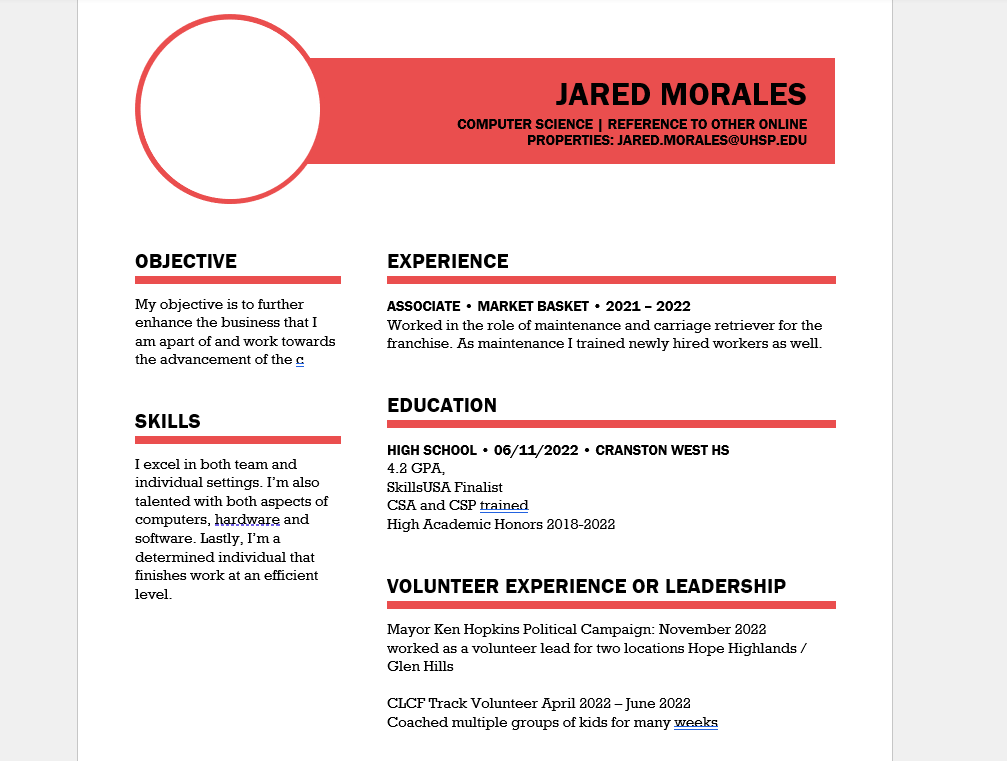 JARED MORALES
COMPUTER SCIENCE | REFERENCE TO OTHER ONLINE
PROPERTIES: JARED.MORALES@UHSP.EDU
OBJECTIVE
My objective is to further
enhance the business that I
am apart of and work towards
the advancement of the c
SKILLS
I excel in both team and
individual settings. I'm also
talented with both aspects of
computers, hardware and
software. Lastly, I'm a
determined individual that
finishes work at an efficient
level.
EXPERIENCE
ASSOCIATE • MARKET BASKET • 2021 – 2022
Worked in the role of maintenance and carriage retriever for the
franchise. As maintenance I trained newly hired workers as well.
EDUCATION
HIGH SCHOOL • 06/11/2022 • CRANSTON WEST HS
4.2 GPA,
SkillsUSA Finalist
CSA and CSP trained
High Academic Honors 2018-2022
VOLUNTEER EXPERIENCE OR LEADERSHIP
Mayor Ken Hopkins Political Campaign: November 2022
worked as a volunteer lead for two locations Hope Highlands /
Glen Hills
CLCF Track Volunteer April 2022 – June 2022
Coached multiple groups of kids for many weeks